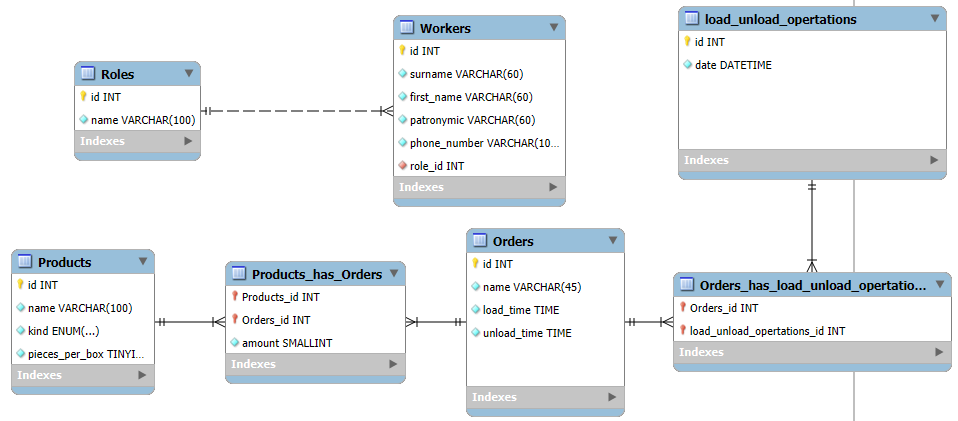 Roles
id INT
name VARCHAR(100)
Indexes
Workers
id INT
surname VARCHAR(60)
first_name VARCHAR(60)
patronymic VARCHAR(60)
phone_number VARCHAR(10...
role_id INT
Indexes
load_unload_opertations
id INT
date DATETIME
Indexes
Products
id INT
name VARCHAR(100)
kind ENUM(...)
pieces_per_box TINYI...
Indexes
Products_has_Orders
Products_id INT
Orders_id INT
amount SMALLINT
Indexes
Orders
id INT
name VARCHAR(45)
load_time TIME
unload_time TIME
Indexes
Orders_has_load_unload_opertatio...
Orders_id INT
load_unload_opertations_id INT
Indexes